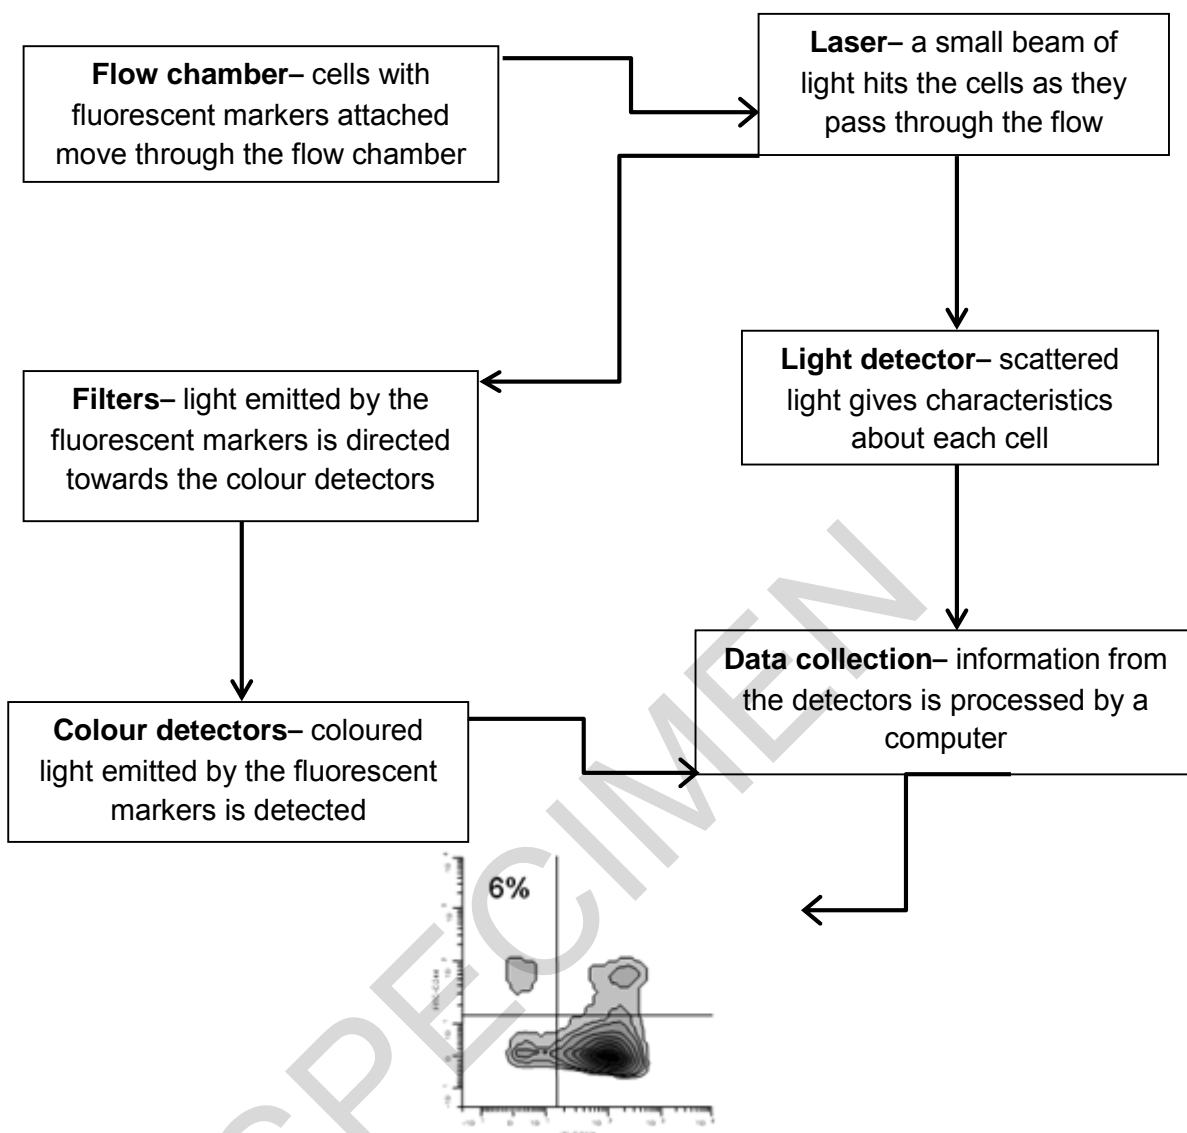 Flow chamber– cells with
fluorescent markers attached
move through the flow chamber
Laser– a small beam of
light hits the cells as they
pass through the flow
Light detector– scattered
light gives characteristics
about each cell
Filters– light emitted by the
fluorescent markers is directed
towards the colour detectors
Data collection– information from
the detectors is processed by a
computer
Colour detectors– coloured
light emitted by the fluorescent
markers is detected
6%
SPECIMEN